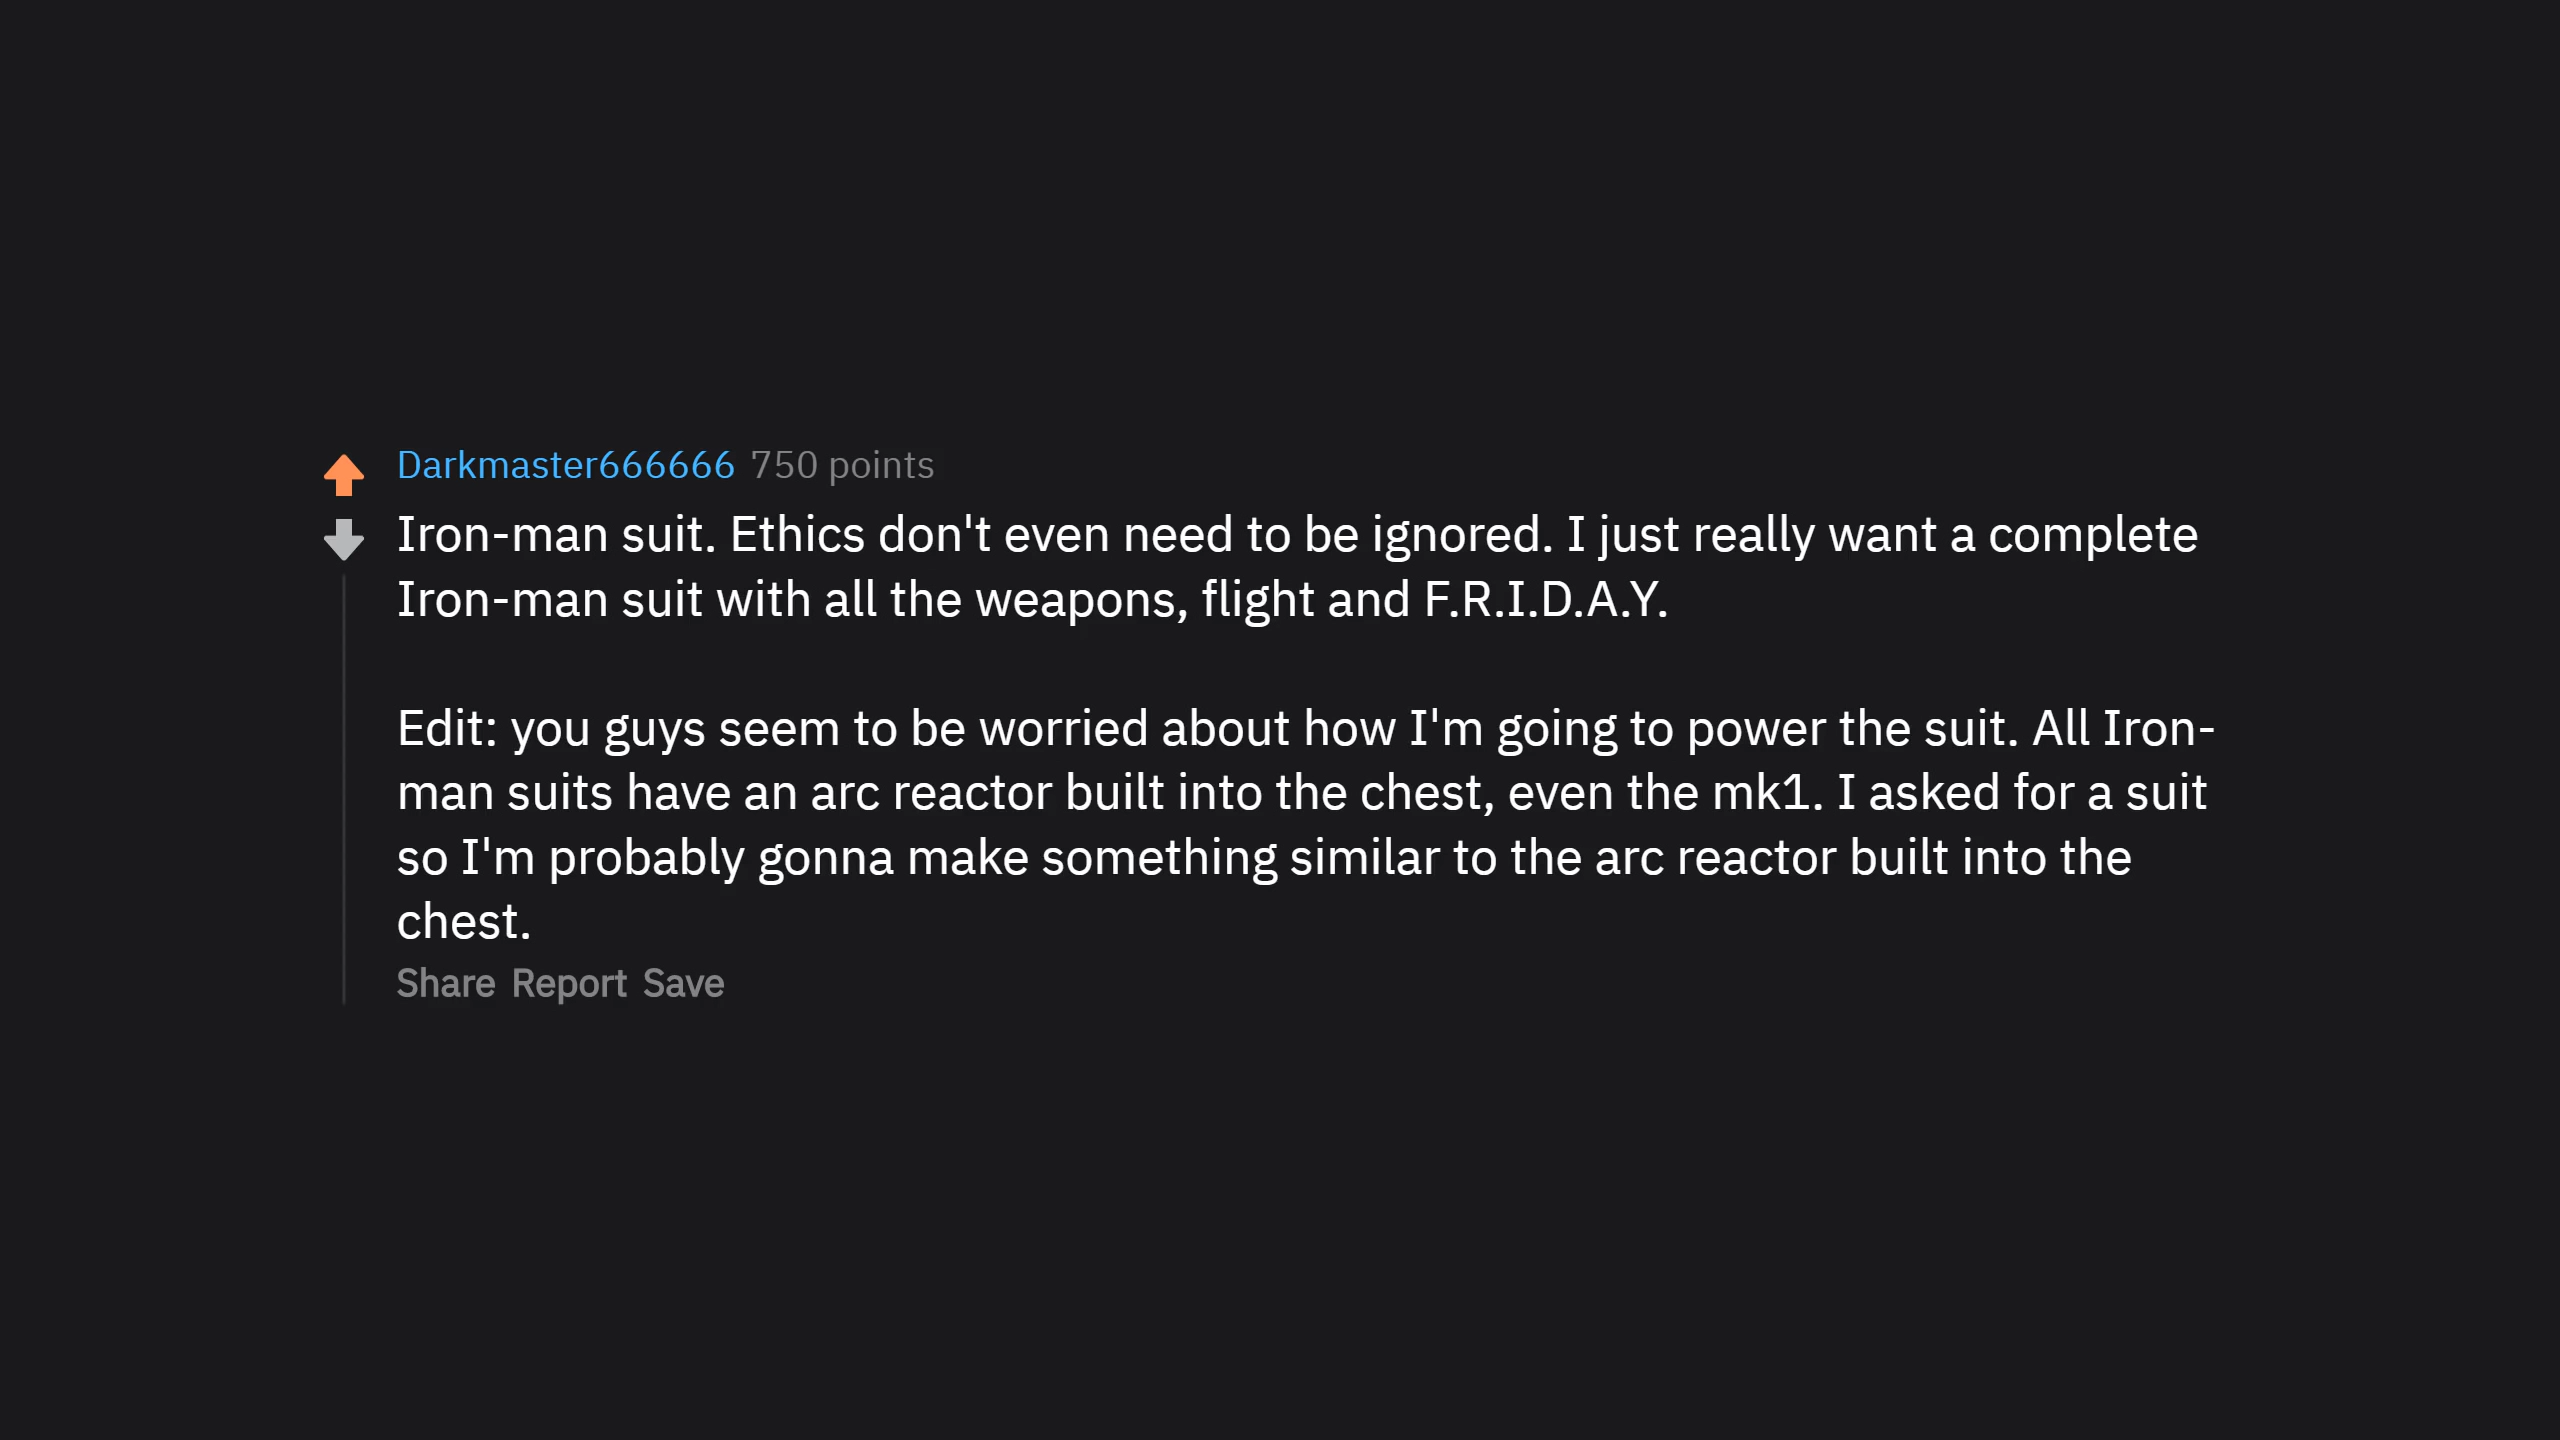 Darkmaster666666 750 points
Iron-man suit. Ethics don't even need to be ignored. I just really want a complete
Iron-man suit with all the weapons, flight and F.R.I.D.A.Y.
Edit: you guys seem to be worried about how I'm going to power the suit. All Iron-
man suits have an arc reactor built into the chest, even the mk1. I asked for a suit
so I'm probably gonna make something similar to the arc reactor built into the
chest.
Share Report Save